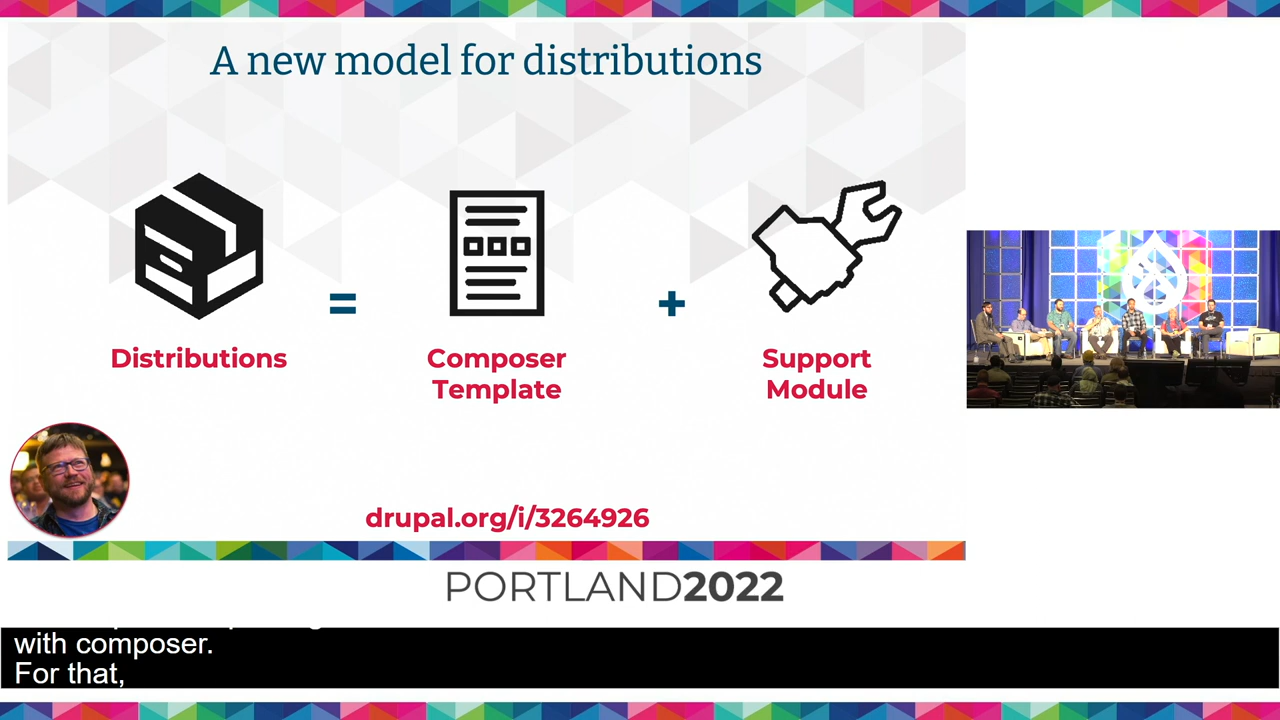 A new model for distributions
=
+
Distributions
Composer
Template
Support
Module
drupal.org/i/3264926
PORTLAND2022
with composer.
For that,